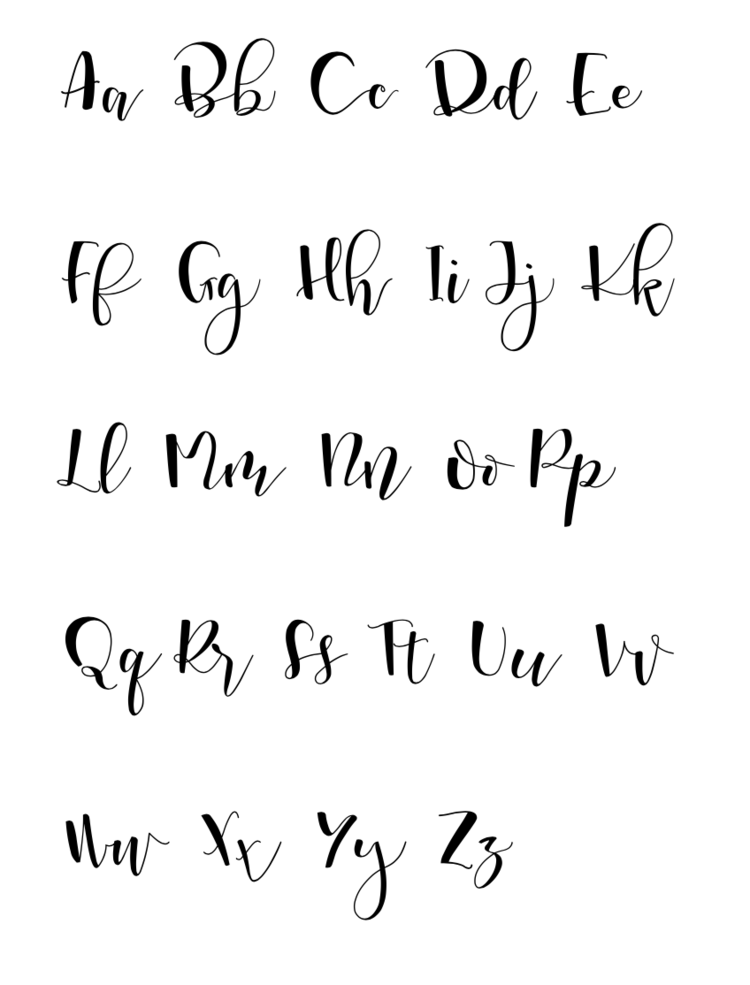 Aa Bb Cc Dd Ee
Ff Gg Hh Ii Jj Kk
Ll Mm Nn Oo Pp
Qq Rr Ss Tt Uu Vv
Ww Xx Yy Zz